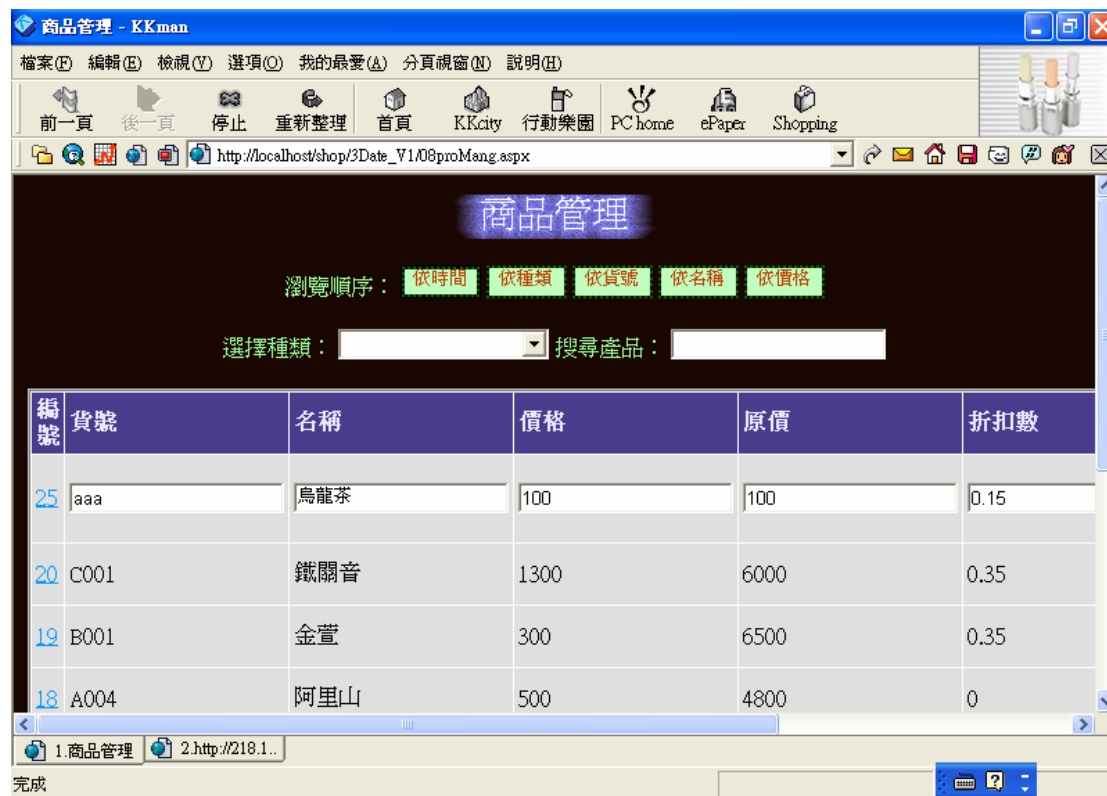 商品管理 - KKman
檔案(F) 編輯(E) 檢視(V) 選項(O) 我的最愛(A) 分頁視窗(N) 說明(H)
前一頁 後一頁 停止 重新整理 首頁 KKcity 行動樂園 PChome ePaper Shopping
http://localhost/shop/3Date_V1/08proMang.aspx
商品管理
瀏覽順序： 依時間 依種類 依貨號 依名稱 依價格
選擇種類： 搜尋產品：
編號 貨號 名稱 價格 原價 折扣數
25 aaa 烏龍茶 100 100 0.15
20 C001 鐵關音 1300 6000 0.35
19 B001 金萱 300 6500 0.35
18 A004 阿里山 500 4800 0
1.商品管理 2.http://218.1..
完成